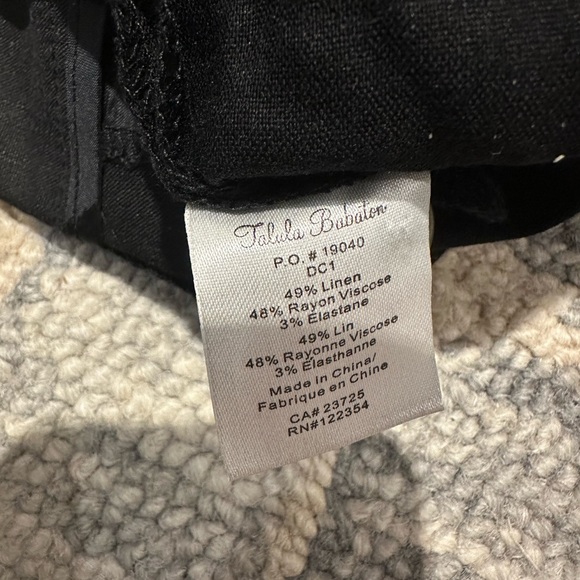 Talula Babaton
P.O. # 19040
DC1
49% Linen
48% Rayon Viscose
3% Elastane
49% Lin
48% Rayonne Viscose
3% Élasthanne
Made in China/
Fabrique en Chine
CA# 23725
RN#122354